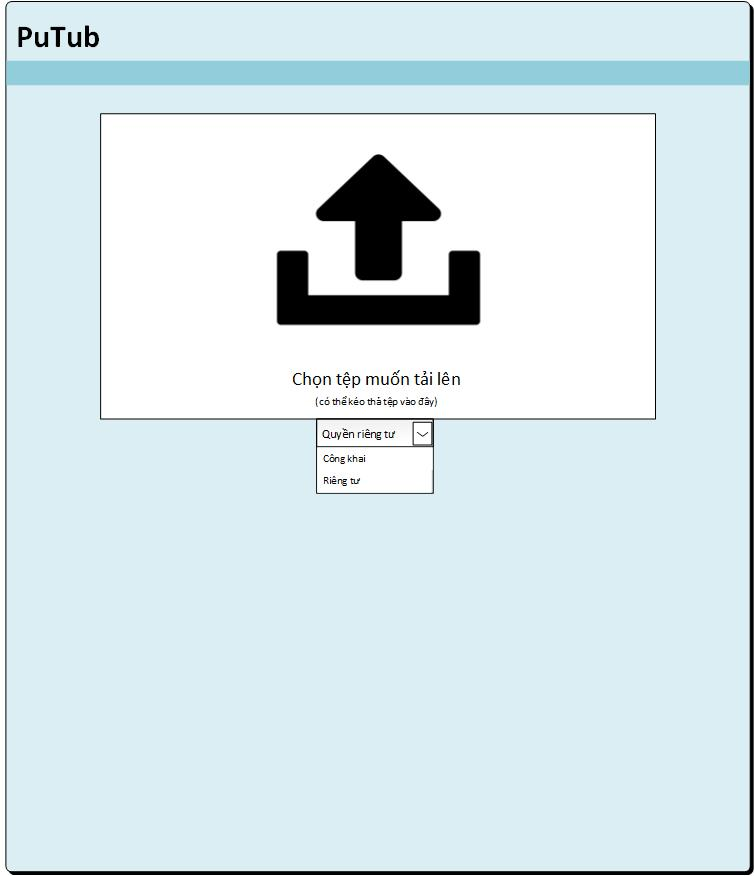 PuTub
Chọn tệp muốn tải lên
(có thể kéo thả tệp vào đây)
Quyền riêng tư
Công khai
Riêng tư